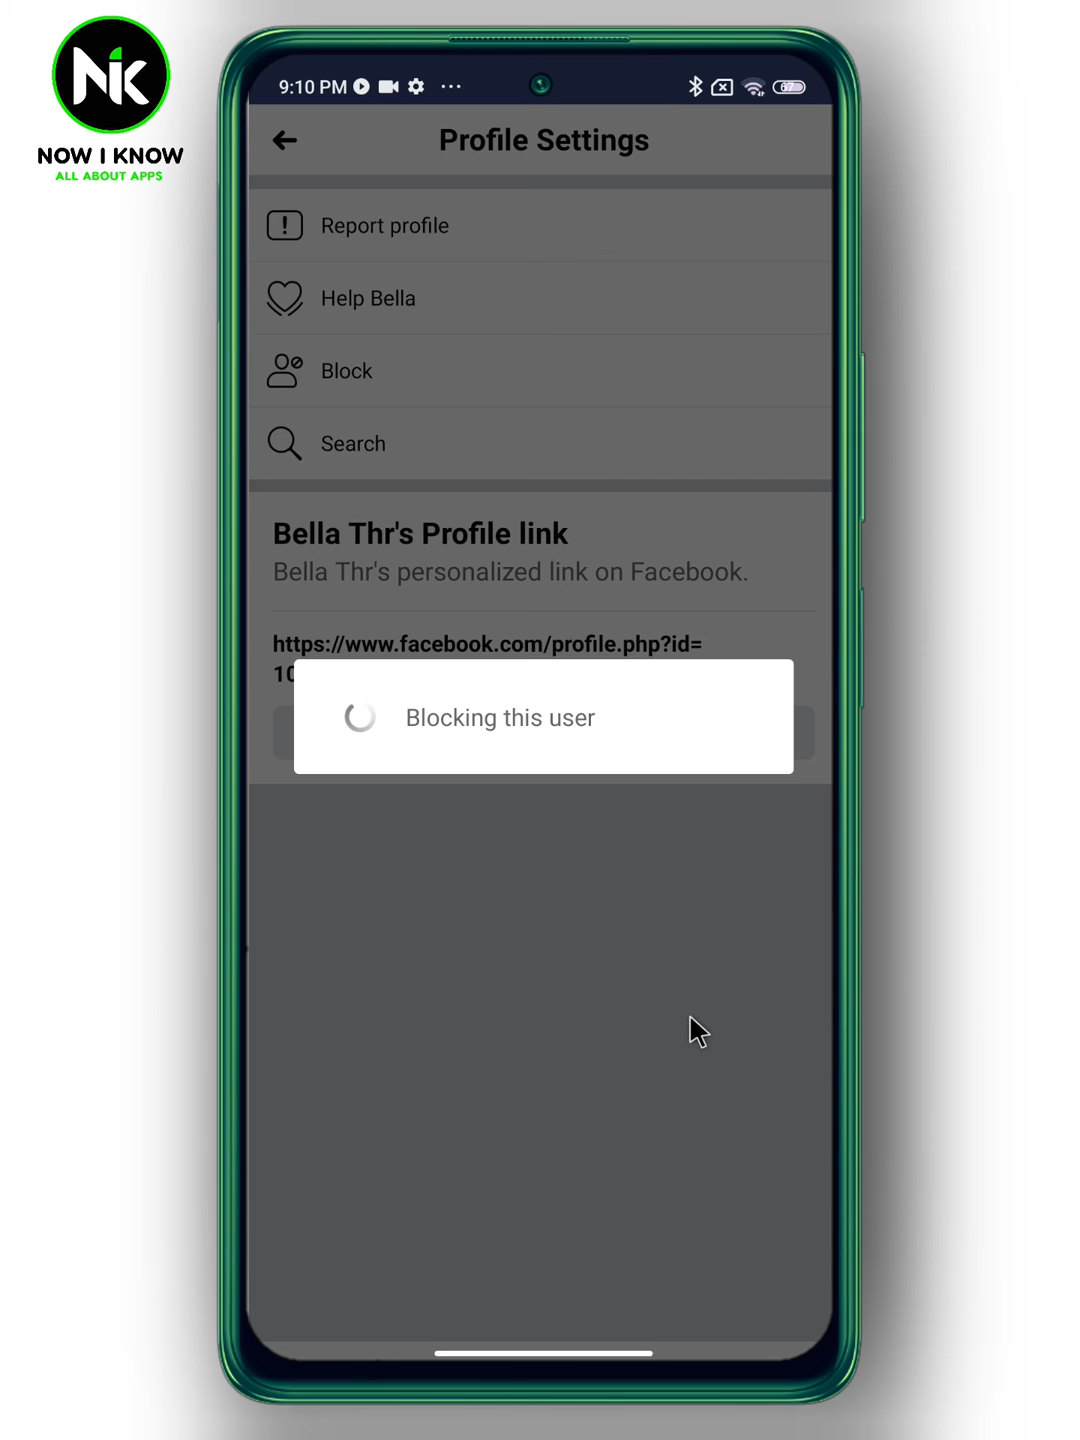 NK
NOW I KNOW
ALL ABOUT APPS
9:10 PM
67
Profile Settings
Report profile
Help Bella
Block
Search
Bella Thr's Profile link
Bella Thr's personalized link on Facebook.
https://www.facebook.com/profile.php?id=
10
Blocking this user